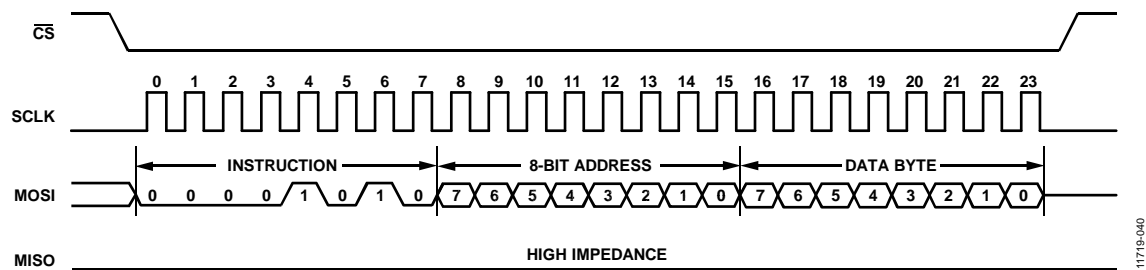 CS
0 1 2 3 4 5 6 7 8 9 10 11 12 13 14 15 16 17 18 19 20 21 22 23
SCLK
INSTRUCTION 8-BIT ADDRESS DATA BYTE
MOSI 0 0 0 0 1 0 1 0 7 6 5 4 3 2 1 0 7 6 5 4 3 2 1 0
HIGH IMPEDANCE
MISO
11719-040